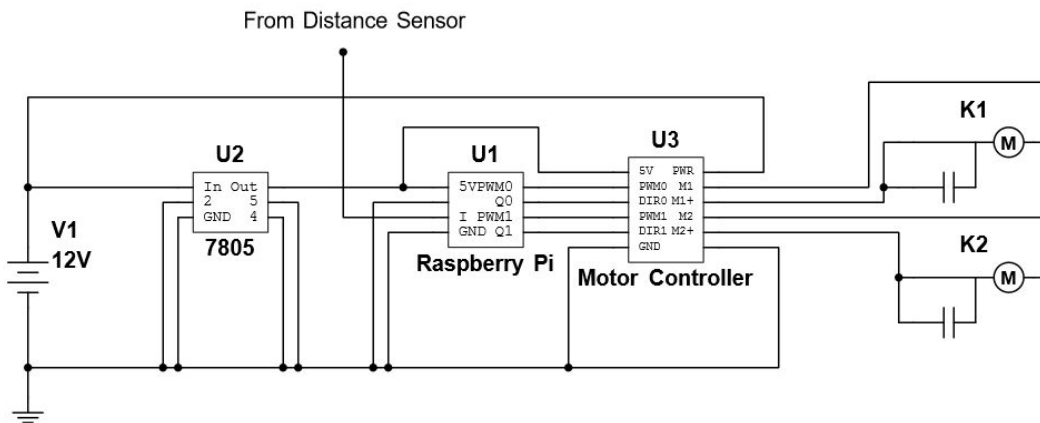 From Distance Sensor
K1
M
U2
U1
U3
In Out
2 5
GND 4
7805
5VPWM0
Q0
I PWM1
GND Q1
Raspberry Pi
5V PWR
PWM0 M1
DIR0 M1+
PWM1 M2
DIR1 M2+
GND
Motor Controller
V1
12V
K2
M